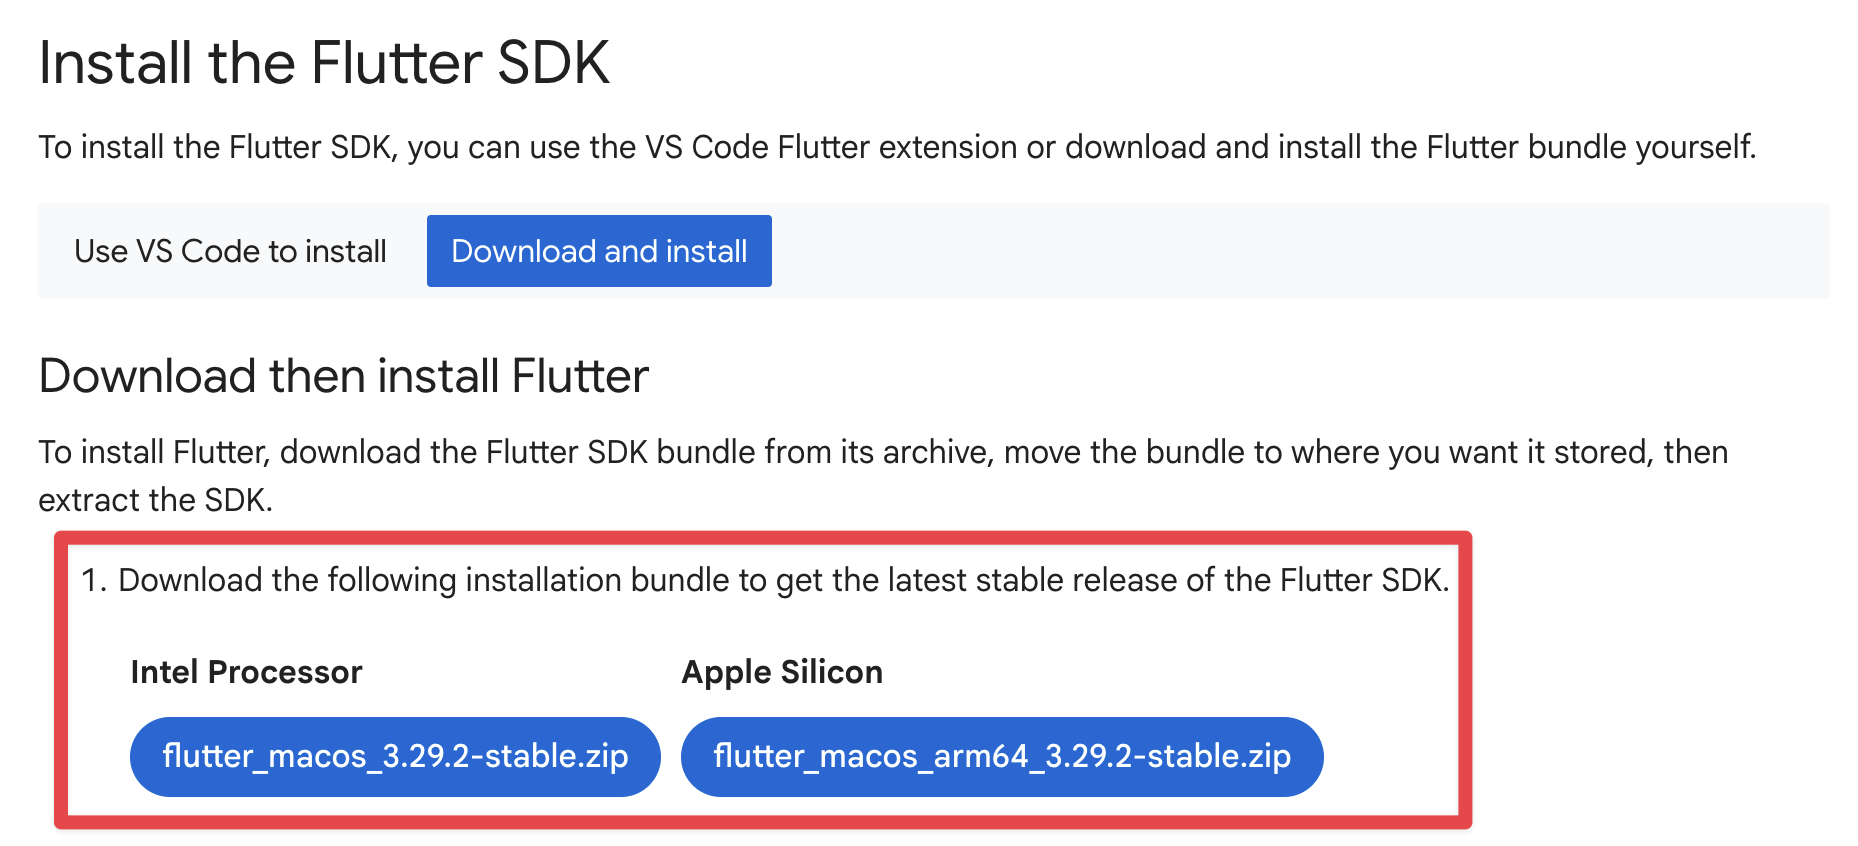 Install the Flutter SDK
To install the Flutter SDK, you can use the VS Code Flutter extension or download and install the Flutter bundle yourself.
Use VS Code to install Download and install
Download then install Flutter
To install Flutter, download the Flutter SDK bundle from its archive, move the bundle to where you want it stored, then
extract the SDK.
1. Download the following installation bundle to get the latest stable release of the Flutter SDK.
Intel Processor Apple Silicon
flutter_macos_3.29.2-stable.zip flutter_macos_arm64_3.29.2-stable.zip